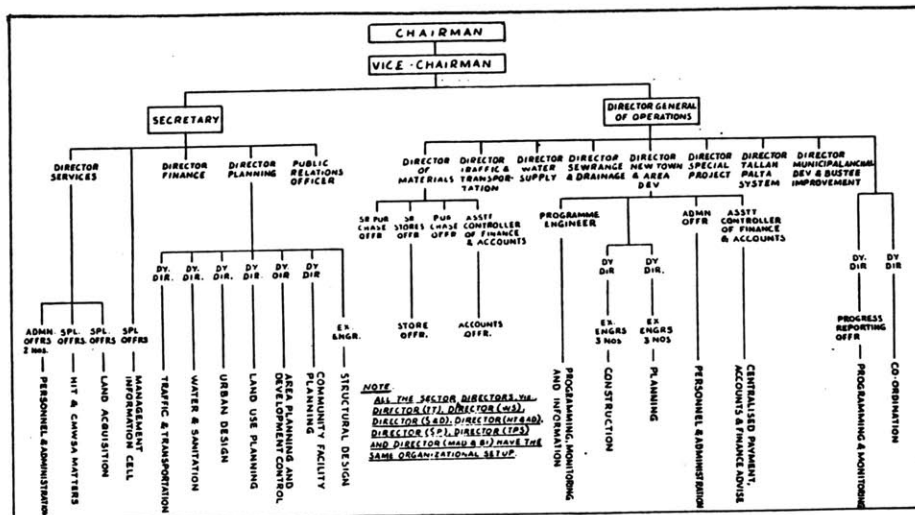 CHAIRMAN
VICE-CHAIRMAN
SECRETARY
DIRECTOR GENERAL
OF OPERATIONS
DIRECTOR
SERVICES
DIRECTOR
FINANCE
DIRECTOR
PLANNING
PUBLIC
RELATIONS
OFFICER
DIRECTOR
OF
MATERIALS
DIRECTOR
TRAFFIC &
TRANSPOR-
TATION
DIRECTOR
WATER
SUPPLY
DIRECTOR
SEWRANGE
& DRAINAGE
DIRECTOR
NEW TOWN
& AREA
DEV
DIRECTOR
SPECIAL
PROJECT
DIRECTOR
TALLAH
PALTA
SYSTEM
DIRECTOR
MUNICIPAL ANCHAL
DEV & BUSTEE
IMPROVEMENT
SR PUR
CHASE
OFFR
SR
STORES
OFFR
PUR
CHASE
OFFR
ASSTT
CONTROLLER
OF FINANCE
& ACCOUNTS
PROGRAMME
ENGINEER
ADMN
OFFR
ASSTT
CONTROLLER
OF FINANCE
& ACCOUNTS
DY.
DIR.
DY.
DIR.
DY.
DIR.
DY
DIR.
DY.
DIR
DY
DIR
DY
DIR
DY.
DIR.
DY.
DIR
DY
DIR
ADMN.
OFFRS
2 NOS.
SPL.
OFFRS.
SPL.
OFFRS
SPL
OFFRS
EX.
ENGR.
STORE
OFFR.
ACCOUNTS
OFFR.
EX
ENGRS
3 NOS
EX
ENGRS
3 NOS
PROGRESS
REPORTING
OFFR
PERSONNEL & ADMINISTRATION
HIT & CMWSA MATTERS
LAND ACQUISITION
MANAGEMENT
INFORMATION CELL
TRAFFIC & TRANSPORTATION
WATER & SANITATION
URBAN DESIGN
LAND USE PLANNING
AREA PLANNING AND
DEVELOPMENT CONTROL
COMMUNITY FACILITY
PLANNING
STRUCTURAL DESIGN
NOTE
ALL THE SECTOR DIRECTORS, VIZ
DIRECTOR (TT), DIRECTOR (WS),
DIRECTOR (S&D), DIRECTOR (NT&AD),
DIRECTOR (SP), DIRECTOR (TPS)
AND DIRECTOR (MAU & BI) HAVE THE
SAME ORGANIZATIONAL SETUP.
PROGRAMMING, MONITORING
AND INFORMATION
CONSTRUCTION
PLANNING
PERSONNEL & ADMINISTRATION
CENTRALISED PAYMENT,
ACCOUNTS & FINANCE ADVISE
PROGRAMMING & MONITORING
CO-ORDINATION